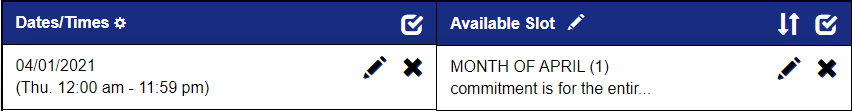 Dates/Times
Available Slot
04/01/2021
(Thu. 12:00 am - 11:59 pm)
MONTH OF APRIL (1)
commitment is for the entir...